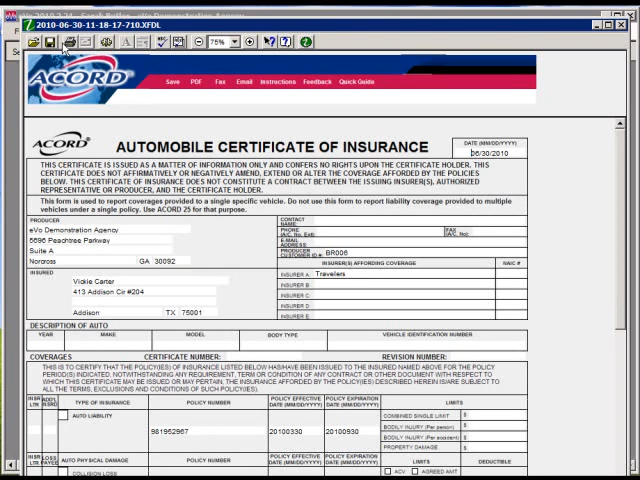 2010-06-30-11-18-17-710.XFDL
75%
ACORD
Save PDF Fax Email Instructions Feedback Quick Guide
ACORD
AUTOMOBILE CERTIFICATE OF INSURANCE
DATE (MM/DD/YYYY)
06/30/2010
THIS CERTIFICATE IS ISSUED AS A MATTER OF INFORMATION ONLY AND CONFERS NO RIGHTS UPON THE CERTIFICATE HOLDER. THIS
CERTIFICATE DOES NOT AFFIRMATIVELY OR NEGATIVELY AMEND, EXTEND OR ALTER THE COVERAGE AFFORDED BY THE POLICIES
BELOW. THIS CERTIFICATE OF INSURANCE DOES NOT CONSTITUTE A CONTRACT BETWEEN THE ISSUING INSURER(S), AUTHORIZED
REPRESENTATIVE OR PRODUCER, AND THE CERTIFICATE HOLDER.
This form is used to report coverages provided to a single specific vehicle. Do not use this form to report liability coverage provided to multiple
vehicles under a single policy. Use ACORD 25 for that purpose.
PRODUCER
eVo Demonstration Agency
5696 Peachtree Parkway
Suite A
Norcross GA 30092
CONTACT NAME:
PHONE (A/C, No, Ext):
FAX (A/C, No):
E-MAIL ADDRESS:
PRODUCER CUSTOMER ID #: BR006
INSURER(S) AFFORDING COVERAGE NAIC #
INSURED
Vickie Carter
413 Addison Cir #204
Addison TX 75001
INSURER A: Travelers
INSURER B:
INSURER C:
INSURER D:
INSURER E:
DESCRIPTION OF AUTO
YEAR MAKE MODEL BODY TYPE VEHICLE IDENTIFICATION NUMBER
COVERAGES CERTIFICATE NUMBER: REVISION NUMBER:
THIS IS TO CERTIFY THAT THE POLICY(IES) OF INSURANCE LISTED BELOW HAS/HAVE BEEN ISSUED TO THE INSURED NAMED ABOVE FOR THE POLICY
PERIOD(S) INDICATED. NOTWITHSTANDING ANY REQUIREMENT, TERM OR CONDITION OF ANY CONTRACT OR OTHER DOCUMENT WITH RESPECT TO
WHICH THIS CERTIFICATE MAY BE ISSUED OR MAY PERTAIN, THE INSURANCE AFFORDED BY THE POLICY(IES) DESCRIBED HEREIN IS/ARE SUBJECT TO
ALL THE TERMS, EXCLUSIONS AND CONDITIONS OF SUCH POLICY(IES).
INSR LTR ADD'L INSRD TYPE OF INSURANCE POLICY NUMBER POLICY EFFECTIVE DATE (MM/DD/YYYY) POLICY EXPIRATION DATE (MM/DD/YYYY) LIMITS
AUTO LIABILITY
981952967 20100330 20100930
COMBINED SINGLE LIMIT $
BODILY INJURY (Per person) $
BODILY INJURY (Per accident) $
PROPERTY DAMAGE $
INSR LTR LOSS PAYEE AUTO PHYSICAL DAMAGE POLICY NUMBER POLICY EFFECTIVE DATE (MM/DD/YYYY) POLICY EXPIRATION DATE (MM/DD/YYYY) LIMITS DEDUCTIBLE
COLLISION LOSS
ACV AGREED AMT